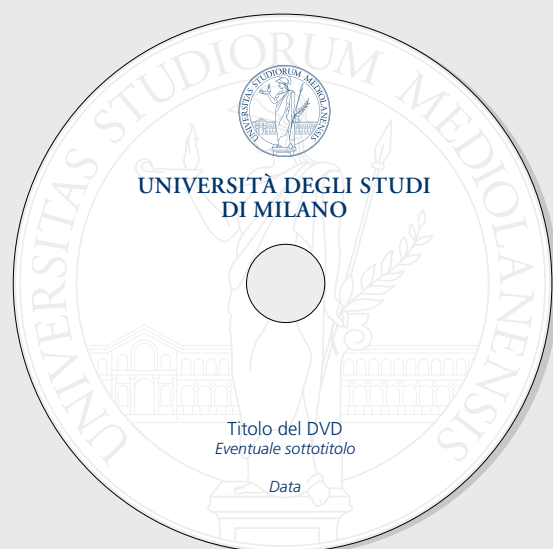 UNIVERSITAS STUDIORUM MEDIOLANENSIS
UNIVERSITAS STUDIORUM MEDIOLANENSIS
UNIVERSITÀ DEGLI STUDI
DI MILANO
Titolo del DVD
Eventuale sottotitolo
Data